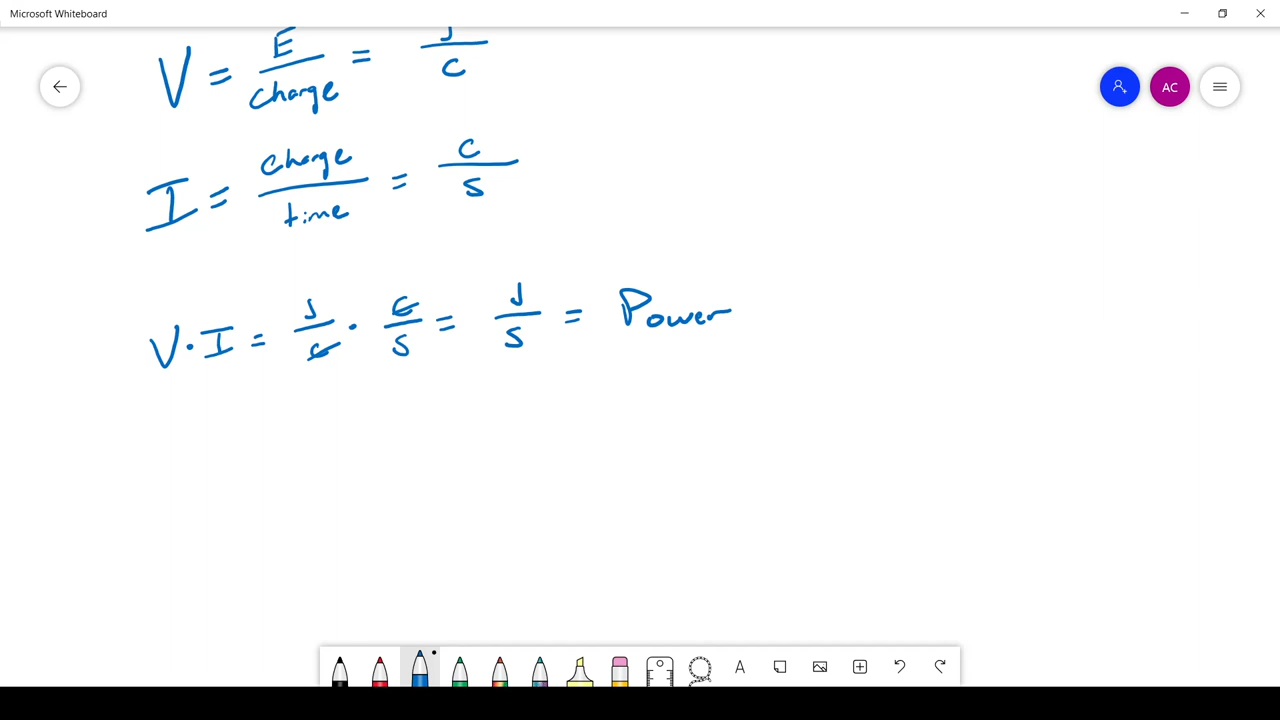 Microsoft Whiteboard
V = E / charge = J / C
AC
I = charge / time = C / s
V · I = J / C · C / s = J / s = Power
A